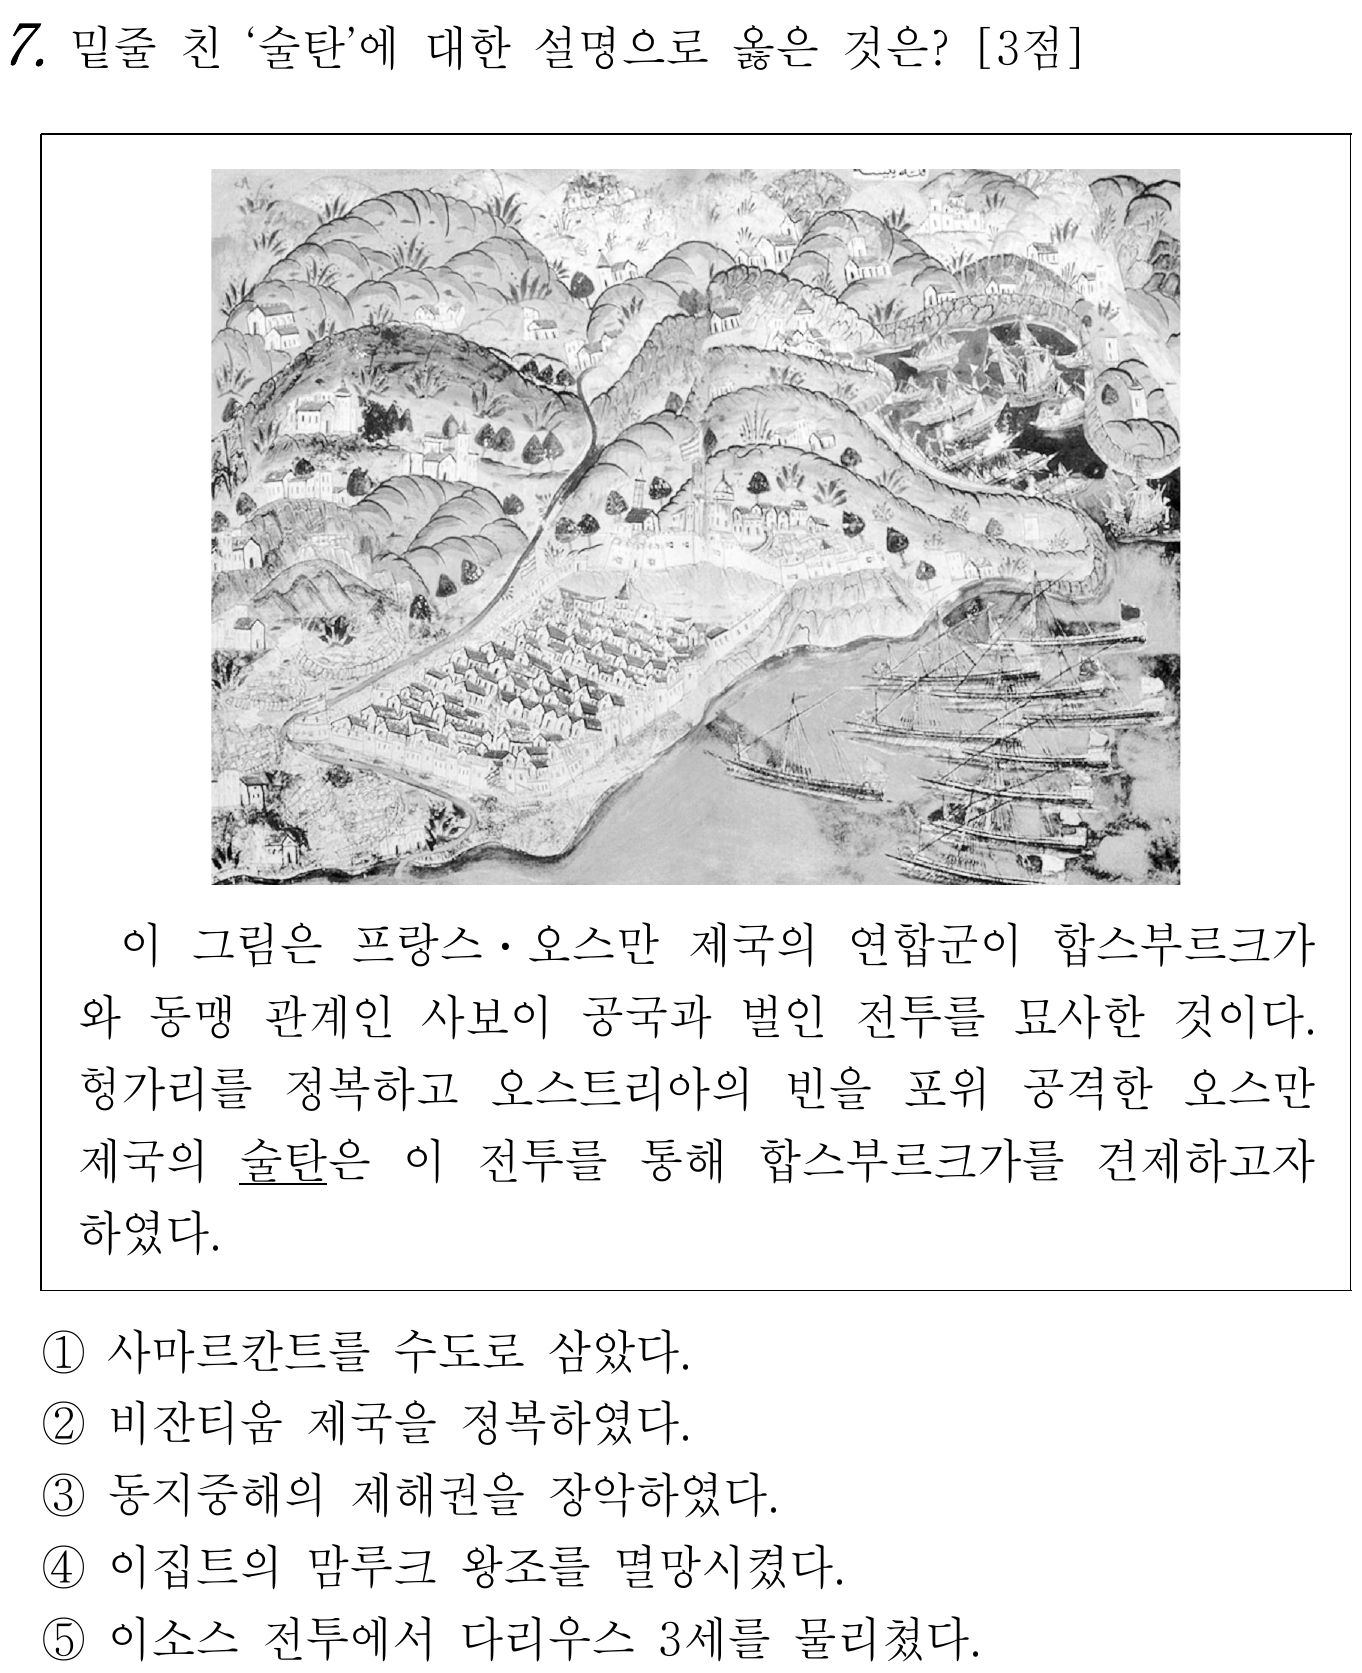 7. 밑줄 친 ‘술탄’에 대한 설명으로 옳은 것은? [3점]
이 그림은 프랑스·오스만 제국의 연합군이 합스부르크가
와 동맹 관계인 사보이 공국과 벌인 전투를 묘사한 것이다.
헝가리를 정복하고 오스트리아의 빈을 포위 공격한 오스만
제국의 술탄은 이 전투를 통해 합스부르크가를 견제하고자
하였다.
① 사마르칸트를 수도로 삼았다.
② 비잔티움 제국을 정복하였다.
③ 동지중해의 제해권을 장악하였다.
④ 이집트의 맘루크 왕조를 멸망시켰다.
⑤ 이소스 전투에서 다리우스 3세를 물리쳤다.